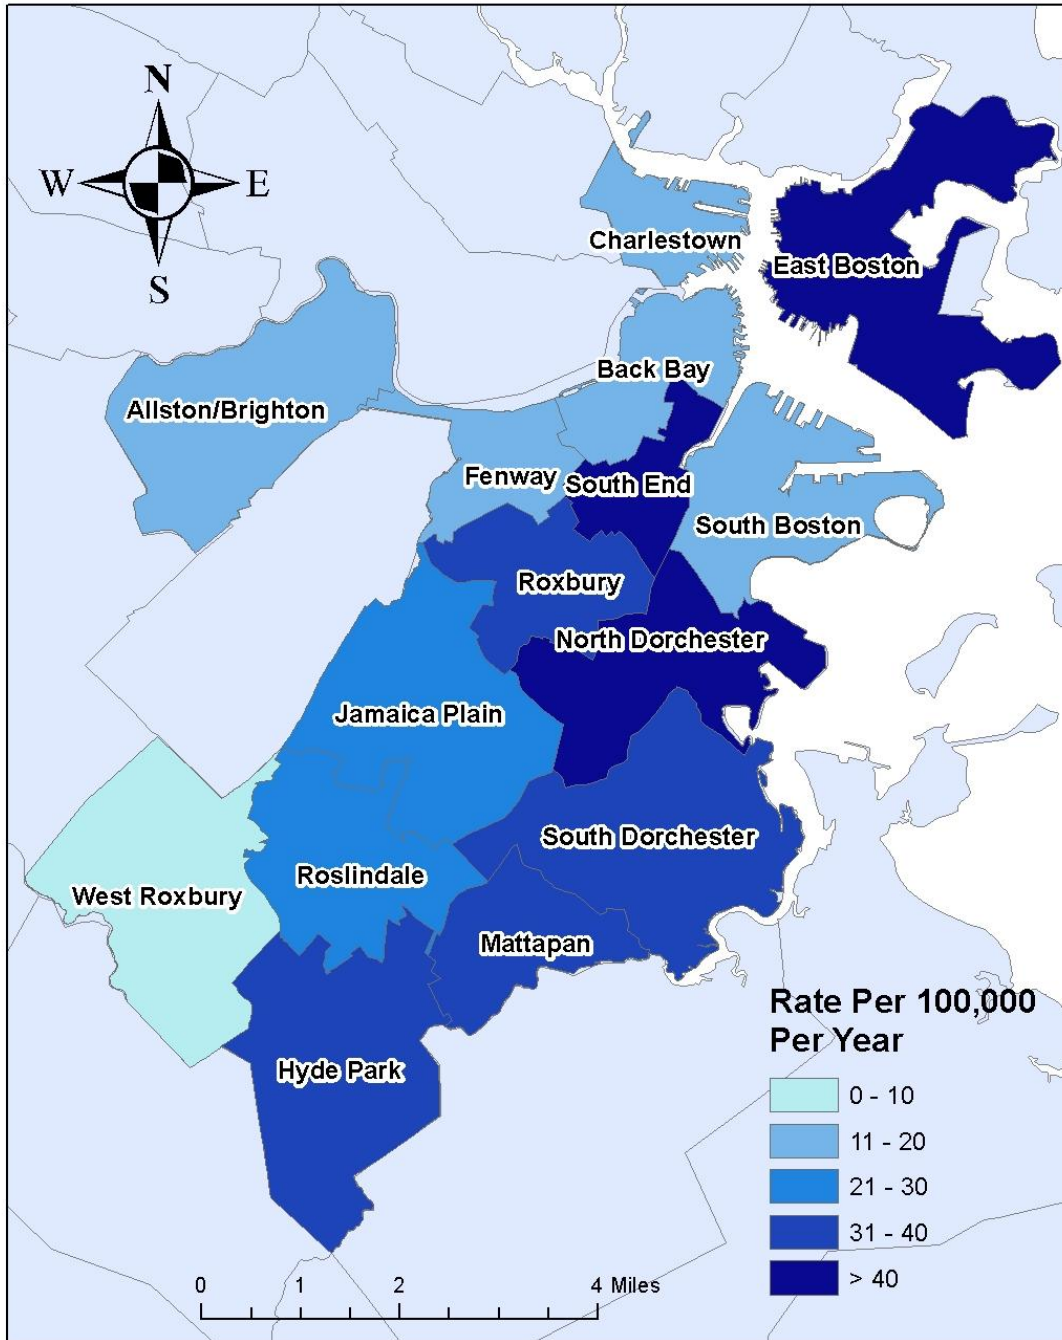 N
W
E
S
Charlestown
East Boston
Back Bay
Allston/Brighton
Fenway
South End
South Boston
Roxbury
North Dorchester
Jamaica Plain
South Dorchester
Roslindale
West Roxbury
Mattapan
Hyde Park
Rate Per 100,000
Per Year
0 - 10
11 - 20
21 - 30
31 - 40
> 40
0 1 2 4 Miles